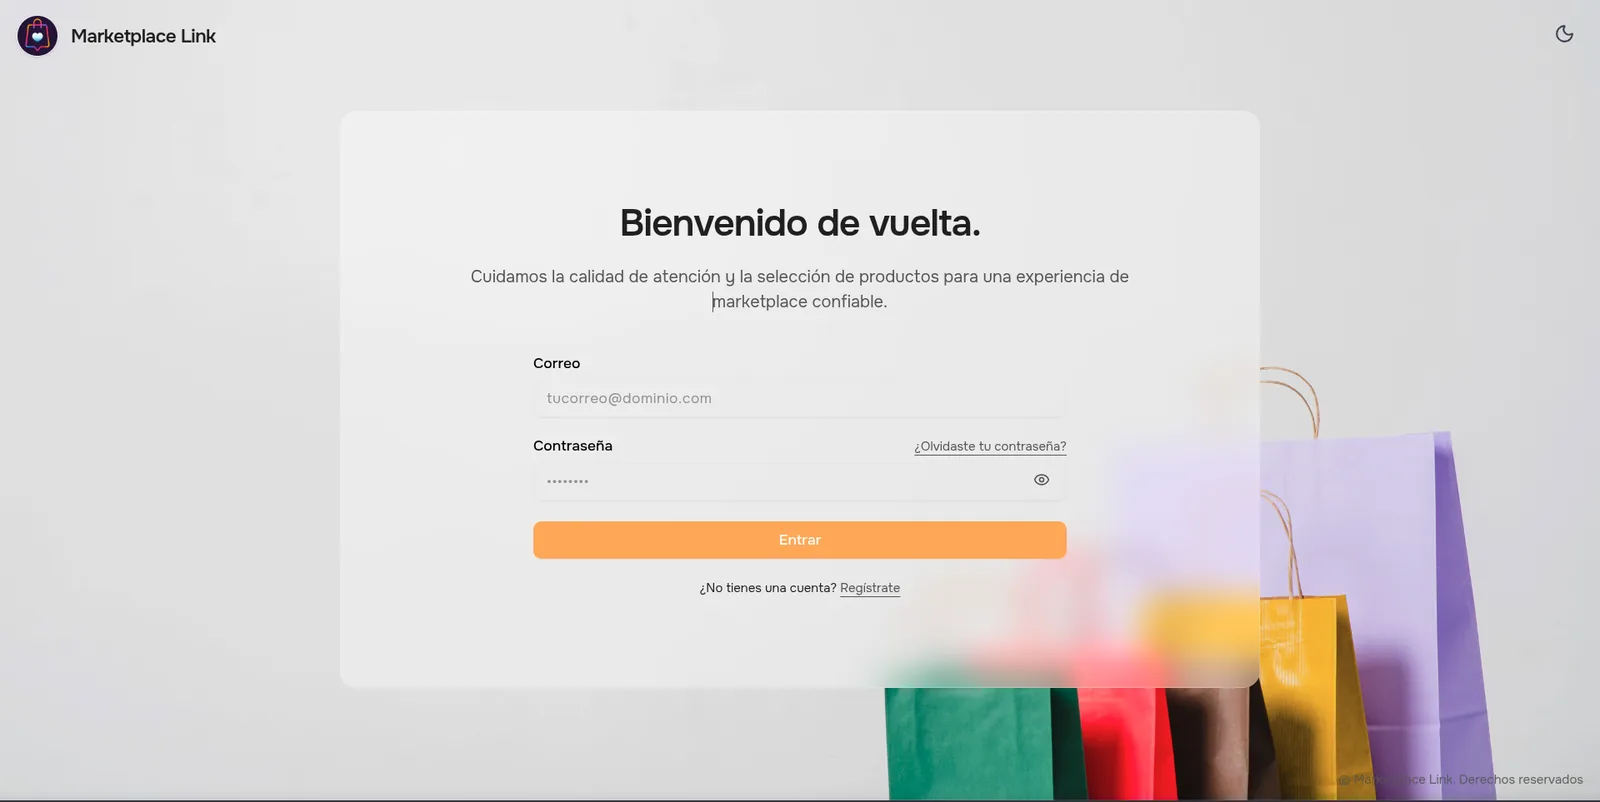 Marketplace Link
Bienvenido de vuelta.
Cuidamos la calidad de atención y la selección de productos para una experiencia de
marketplace confiable.
Correo
tucorreo@dominio.com
Contraseña
¿Olvidaste tu contraseña?
••••••••
Entrar
¿No tienes una cuenta? Regístrate
© Marketplace Link. Derechos reservados